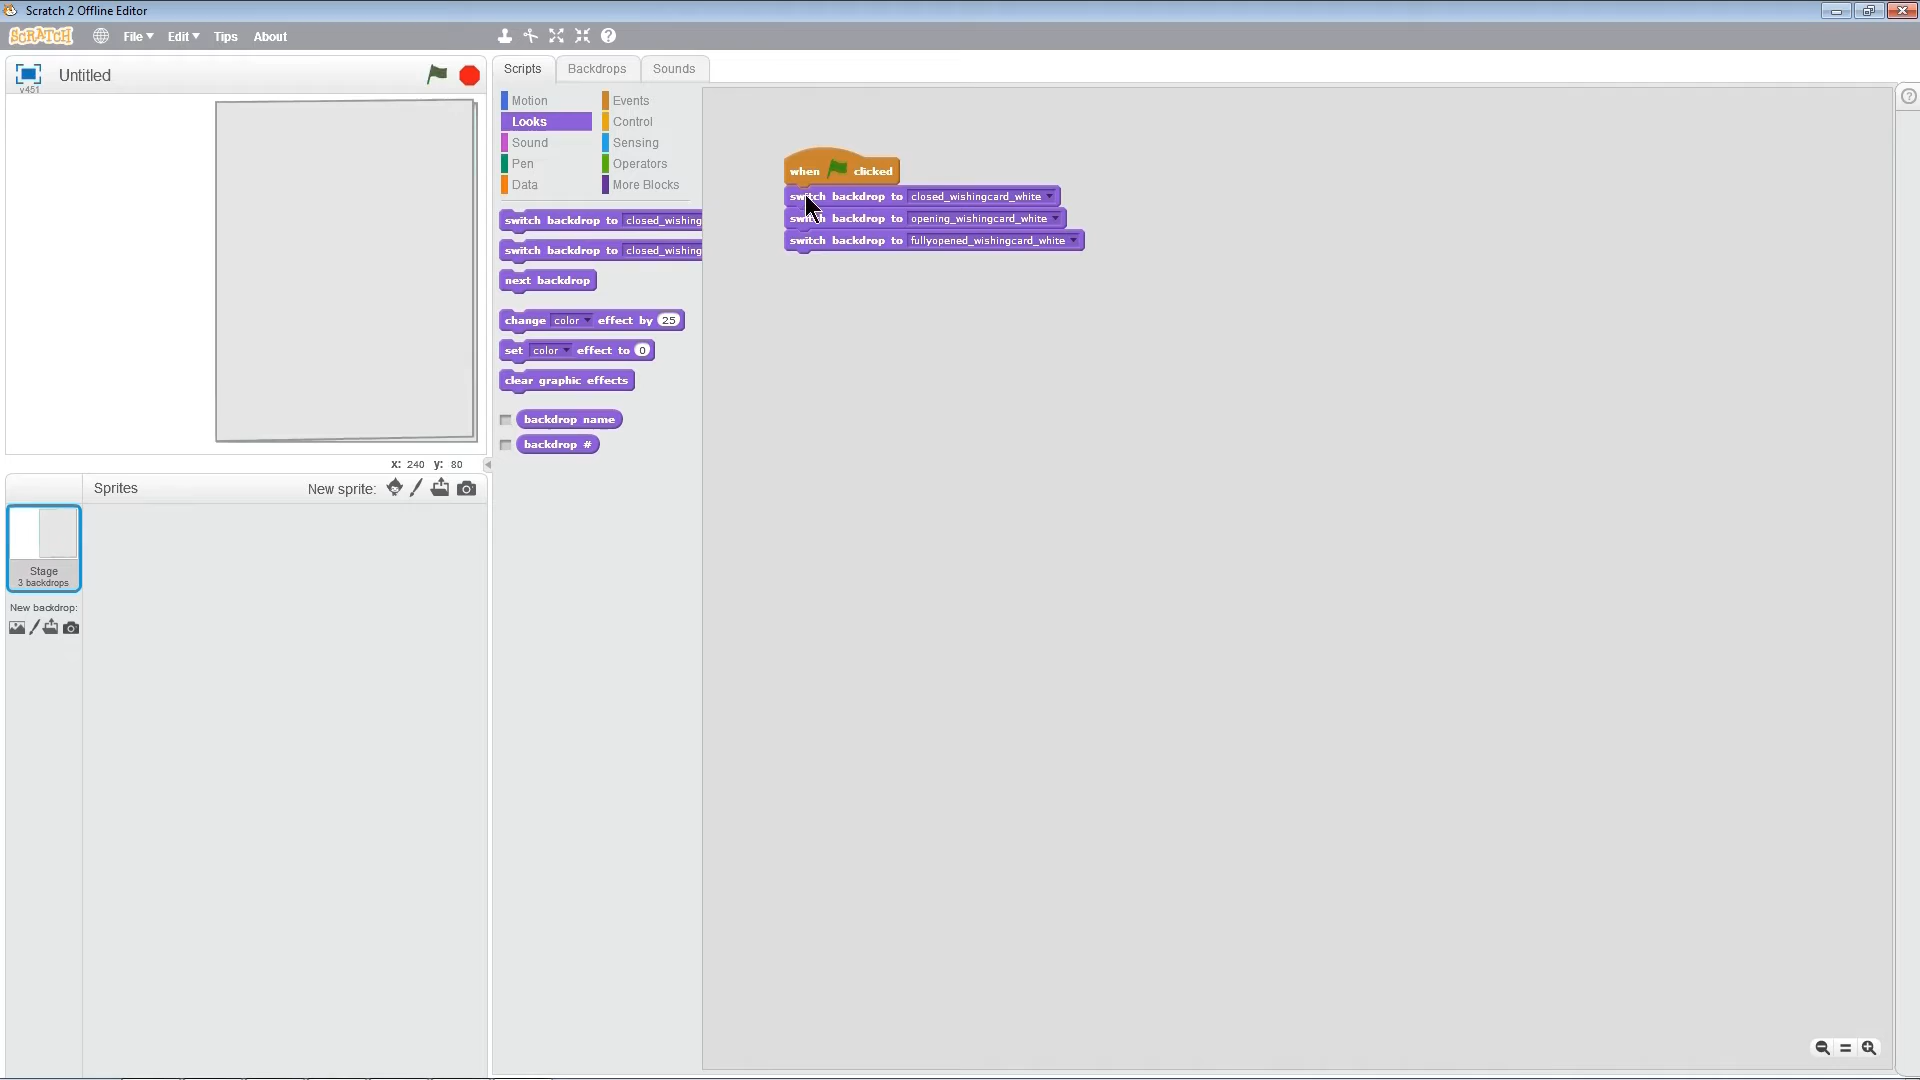 Scratch 2 Offline Editor
SCRATCH File Edit Tips About
v451 Untitled
Scripts Backdrops Sounds
Motion Events
Looks Control
Sound Sensing
Pen Operators
Data More Blocks
switch backdrop to closed_wishing
switch backdrop to closed_wishing
next backdrop
change color effect by 25
set color effect to 0
clear graphic effects
backdrop name
backdrop #
when clicked
switch backdrop to closed_wishingcard_white
switch backdrop to opening_wishingcard_white
switch backdrop to fullyopened_wishingcard_white
x: 240 y: 80
Sprites New sprite:
Stage
3 backdrops
New backdrop: